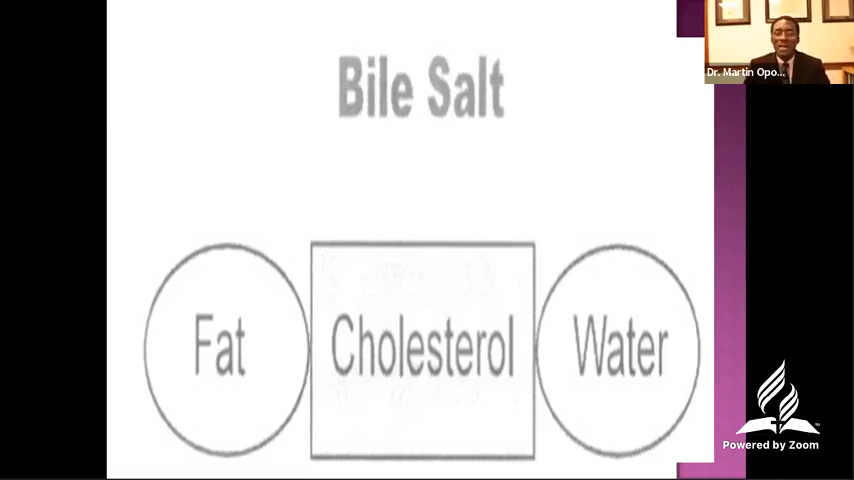 Bile Salt
Dr. Martin Opo...
Fat
Cholesterol
Water
Powered by Zoom